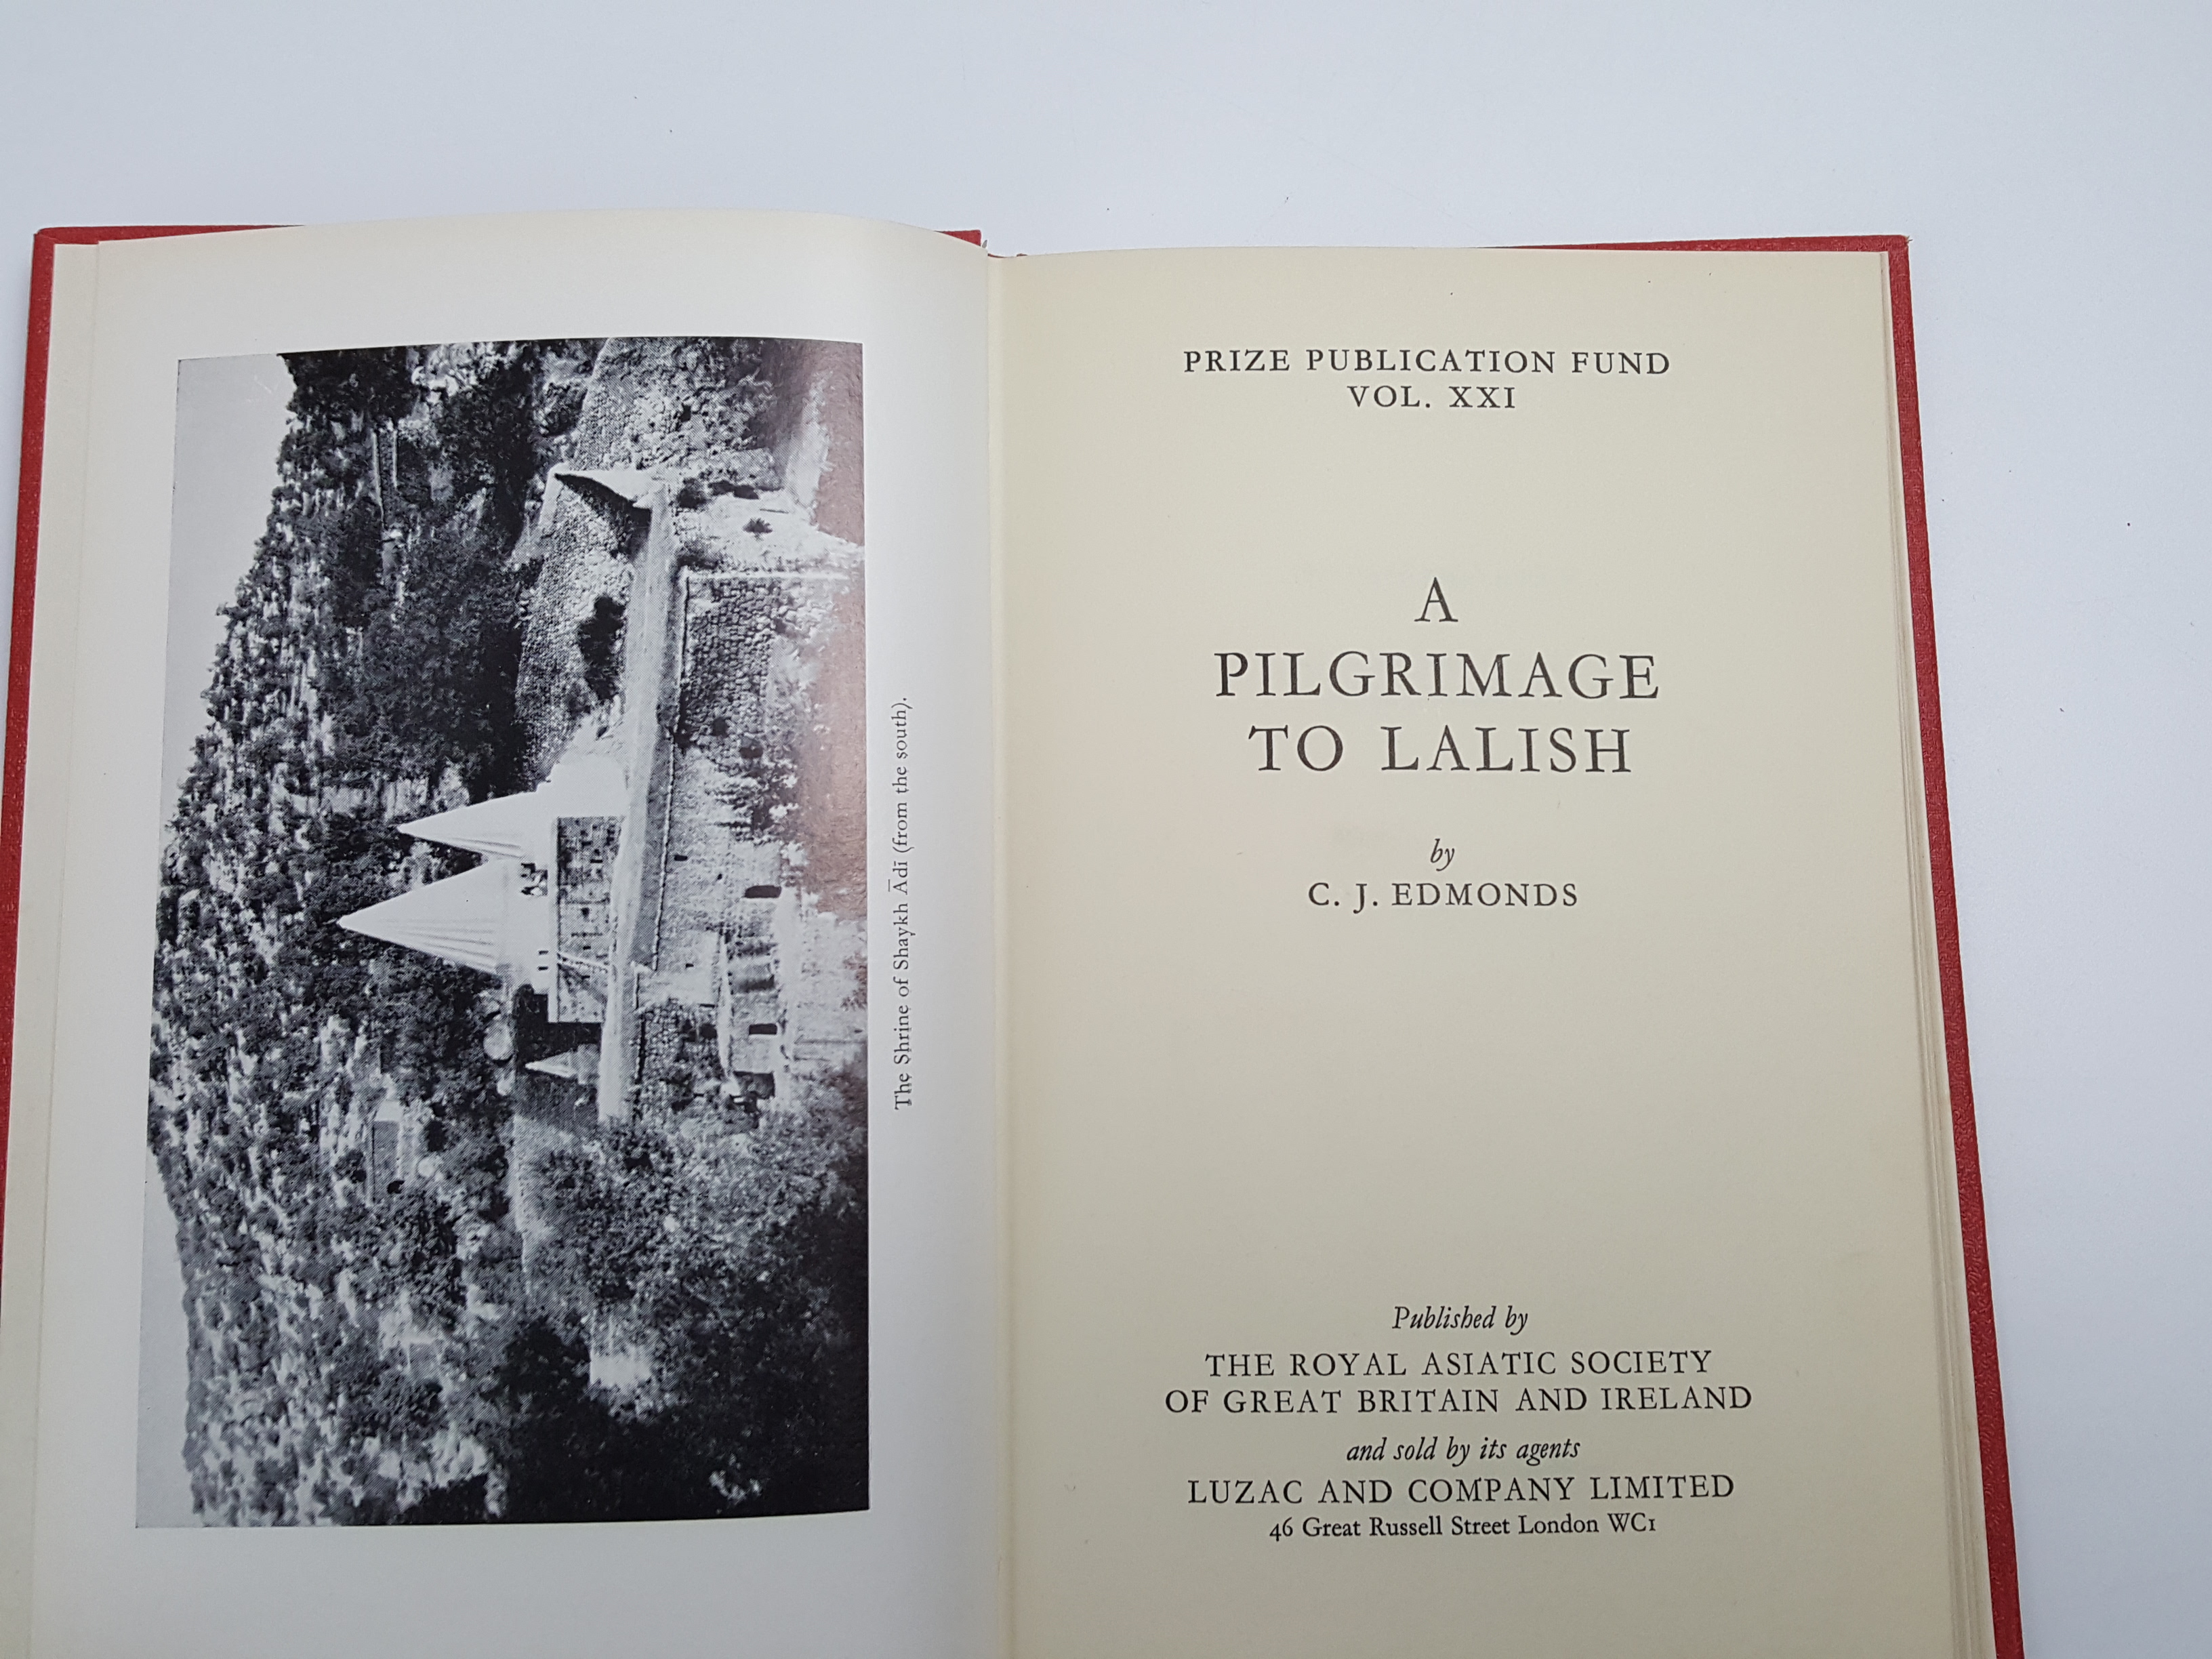 The Shrine of Shaykh Ādī (from the south).
PRIZE PUBLICATION FUND
VOL. XXI
A
PILGRIMAGE
TO LALISH
by
C. J. EDMONDS
Published by
THE ROYAL ASIATIC SOCIETY
OF GREAT BRITAIN AND IRELAND
and sold by its agents
LUZAC AND COMPANY LIMITED
46 Great Russell Street London WC1